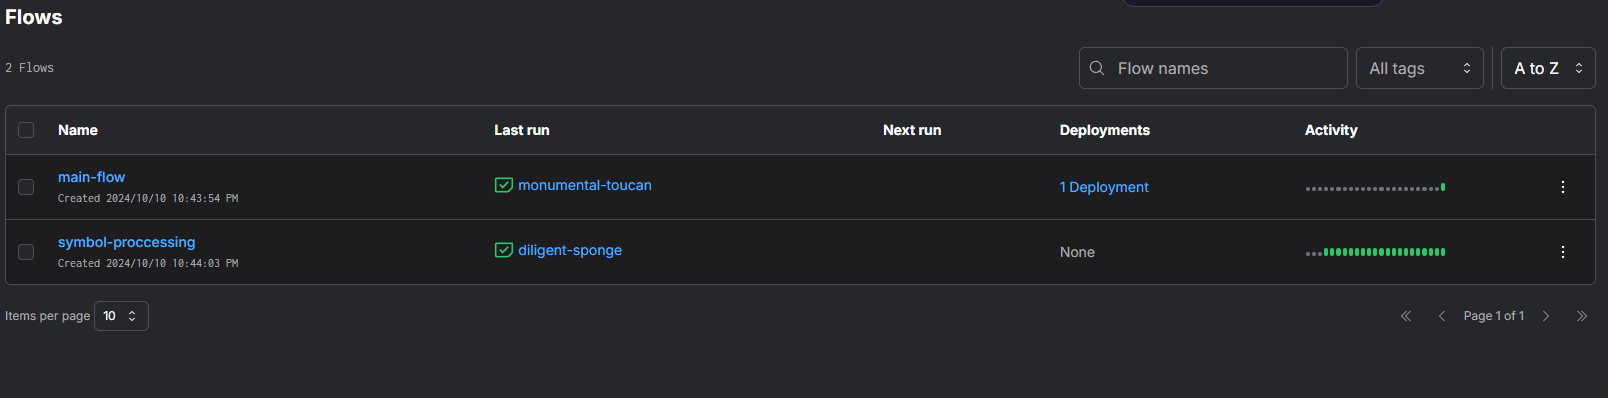 Flows
2 Flows
Flow names
All tags
A to Z
Name Last run Next run Deployments Activity
main-flow
Created 2024/10/10 10:43:54 PM
monumental-toucan
1 Deployment
symbol-proccessing
Created 2024/10/10 10:44:03 PM
diligent-sponge
None
Items per page 10
Page 1 of 1